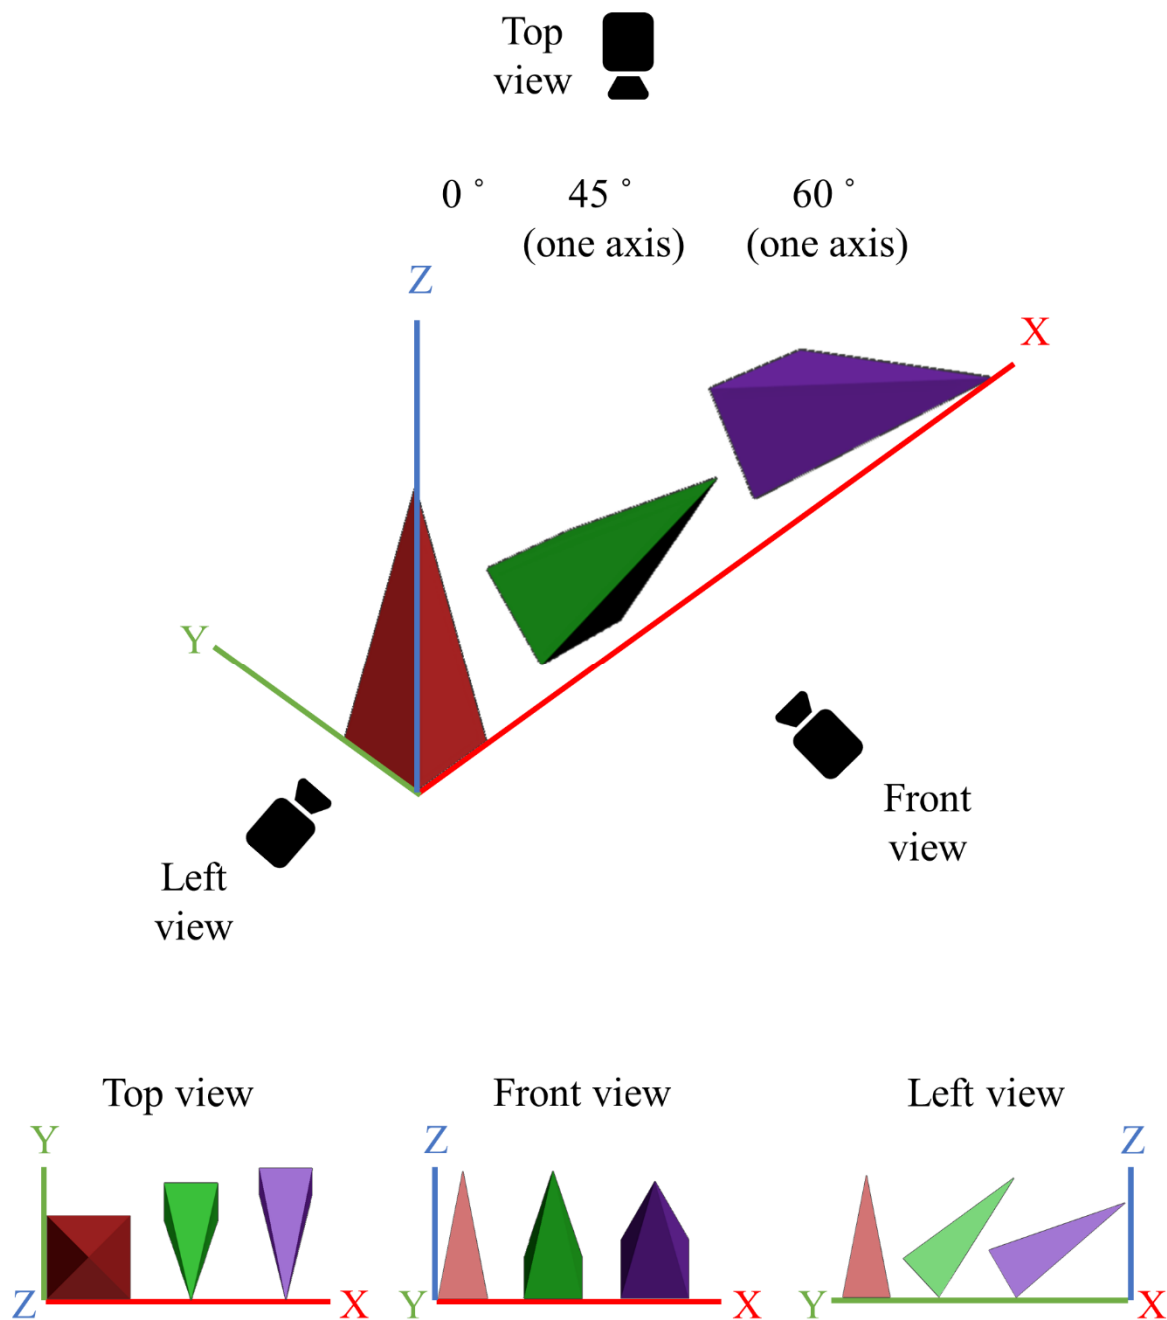 Top
view
0 ° 45 ° 60 °
(one axis) (one axis)
Z
X
Y
Front
view
Left
view
Top view Front view Left view
Y Z Z
Z X Y X Y X